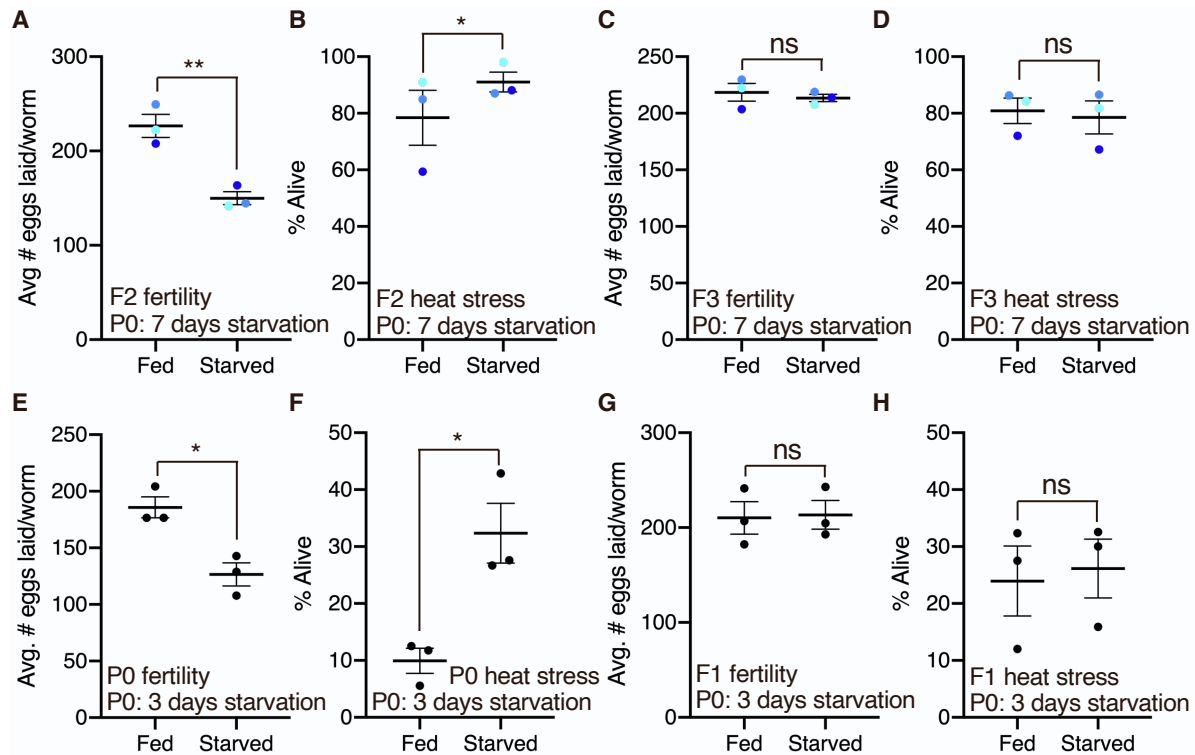 A
Avg # eggs laid/worm
300
200
100
0
**
F2 fertility
P0: 7 days starvation
Fed Starved
B
% Alive
100
80
60
40
20
0
*
F2 heat stress
P0: 7 days starvation
Fed Starved
C
Avg # eggs laid/worm
250
200
150
100
50
0
ns
F3 fertility
P0: 7 days starvation
Fed Starved
D
% Alive
100
80
60
40
20
0
ns
F3 heat stress
P0: 7 days starvation
Fed Starved
E
Avg. # eggs laid/worm
250
200
150
100
50
0
*
P0 fertility
P0: 3 days starvation
Fed Starved
F
% Alive
50
40
30
20
10
0
*
P0 heat stress
P0: 3 days starvation
Fed Starved
G
Avg. # eggs laid/worm
300
200
100
0
ns
F1 fertility
P0: 3 days starvation
Fed Starved
H
% Alive
50
40
30
20
10
0
ns
F1 heat stress
P0: 3 days starvation
Fed Starved